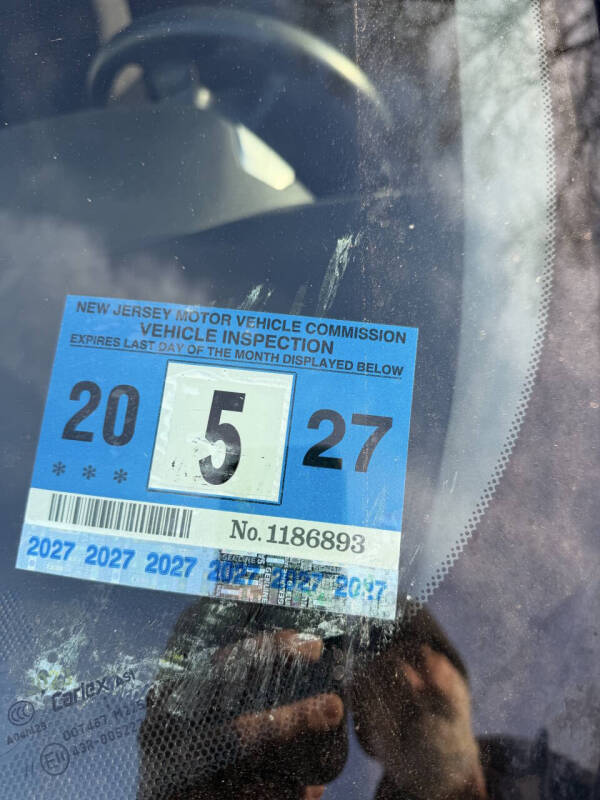 NEW JERSEY MOTOR VEHICLE COMMISSION
VEHICLE INSPECTION
EXPIRES LAST DAY OF THE MONTH DISPLAYED BELOW
20 5 27
* * *
No. 1186893
2027 2027 2027 2027 2027 2027
Carlex AS1